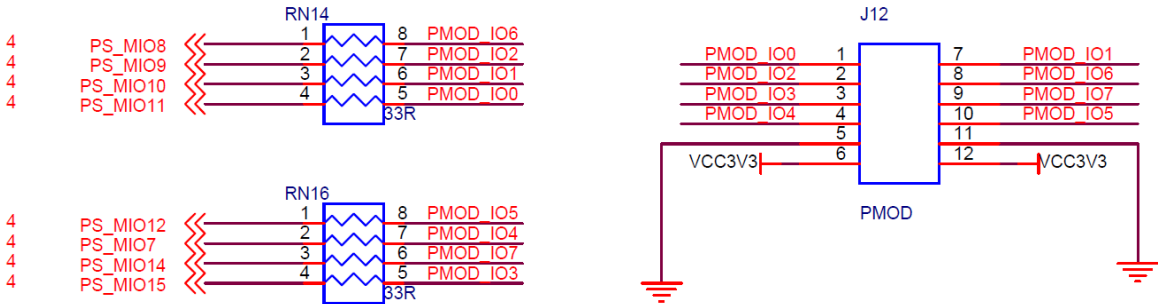 RN14
4 PS_MIO8 1 8 PMOD_IO6
4 PS_MIO9 2 7 PMOD_IO2
4 PS_MIO10 3 6 PMOD_IO1
4 PS_MIO11 4 5 PMOD_IO0
33R
J12
PMOD_IO0 1 7 PMOD_IO1
PMOD_IO2 2 8 PMOD_IO6
PMOD_IO3 3 9 PMOD_IO7
PMOD_IO4 4 10 PMOD_IO5
5 11
VCC3V3 6 12 VCC3V3
PMOD
RN16
4 PS_MIO12 1 8 PMOD_IO5
4 PS_MIO7 2 7 PMOD_IO4
4 PS_MIO14 3 6 PMOD_IO7
4 PS_MIO15 4 5 PMOD_IO3
33R